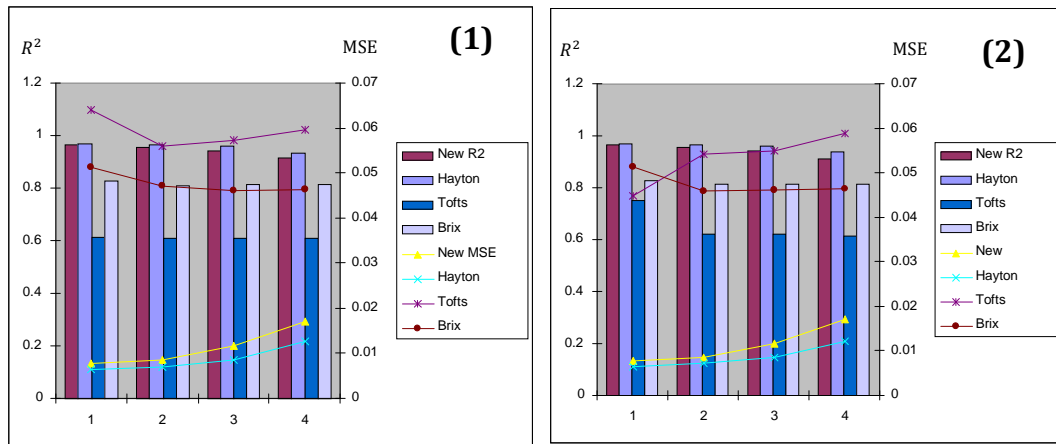 (1)
R² MSE
1.2 0.07
1 0.06
0.8 0.05
0.6 0.04
0.4 0.03
0.2 0.02
0 0.01
0
1 2 3 4
New R2
Hayton
Tofts
Brix
New MSE
Hayton
Tofts
Brix
(2)
R² MSE
1.2 0.07
1 0.06
0.8 0.05
0.6 0.04
0.4 0.03
0.2 0.02
0 0.01
0
1 2 3 4
New R2
Hayton
Tofts
Brix
New
Hayton
Tofts
Brix